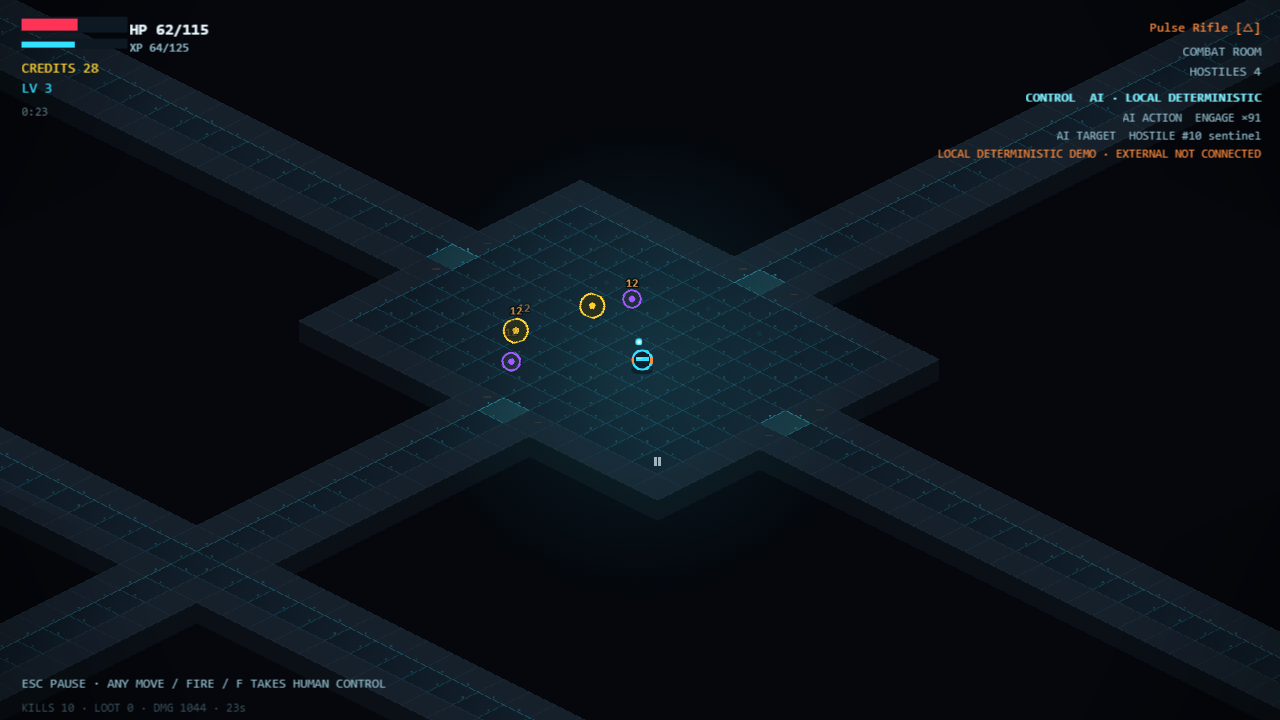 HP 62/115
XP 64/125
CREDITS 28
LV 3
0:23
Pulse Rifle [△]
COMBAT ROOM
HOSTILES 4
CONTROL AI · LOCAL DETERMINISTIC
AI ACTION ENGAGE ×91
AI TARGET HOSTILE #10 sentinel
LOCAL DETERMINISTIC DEMO · EXTERNAL NOT CONNECTED
12
12
ESC PAUSE · ANY MOVE / FIRE / F TAKES HUMAN CONTROL
KILLS 10 · LOOT 0 · DMG 1044 · 23s